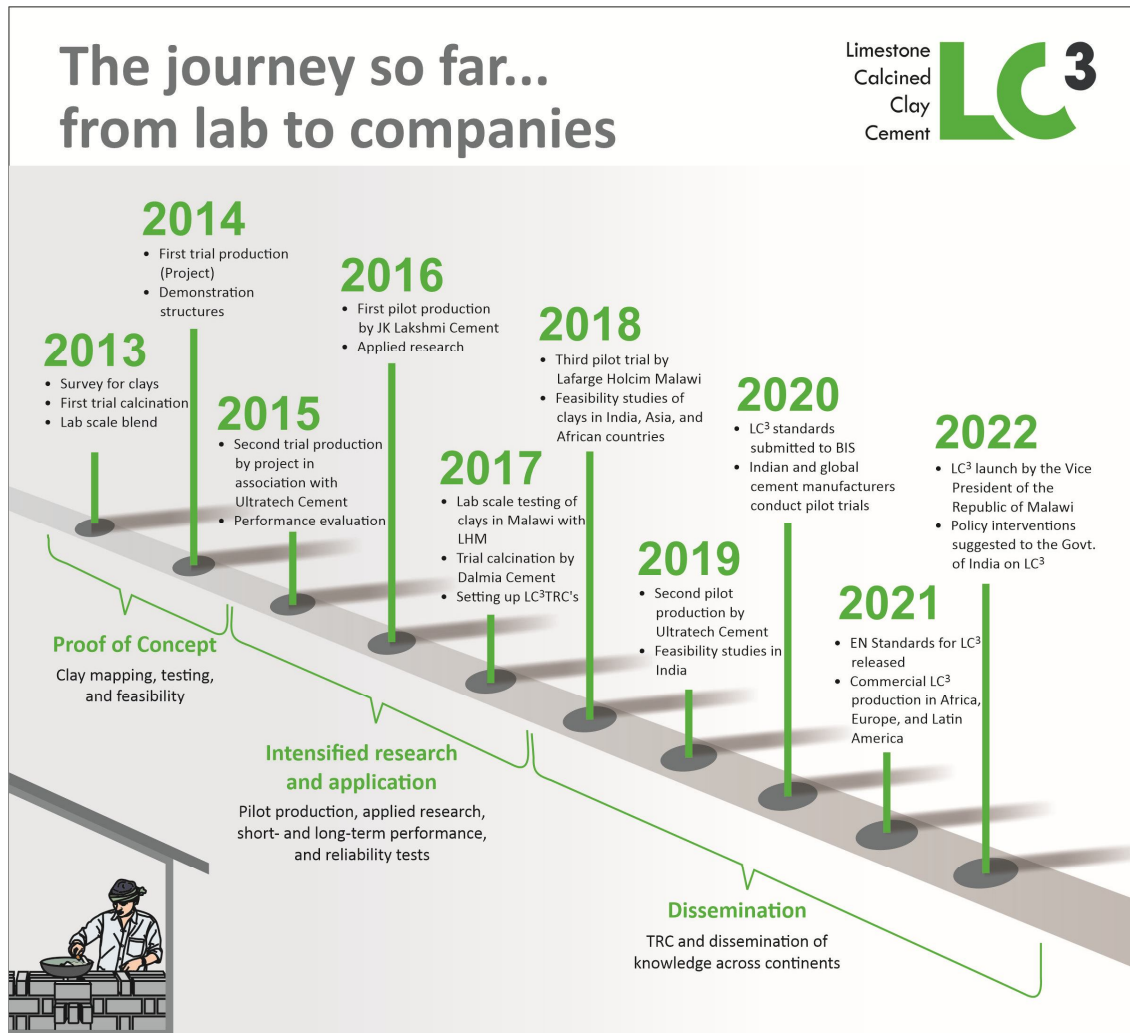 The journey so far...
from lab to companies
Limestone
Calcined
Clay
Cement
LC³
2013
• Survey for clays
• First trial calcination
• Lab scale blend
2014
• First trial production
(Project)
• Demonstration
structures
2015
• Second trial production
by project in
association with
Ultratech Cement
• Performance evaluation
2016
• First pilot production
by JK Lakshmi Cement
• Applied research
2017
• Lab scale testing of
clays in Malawi with
LHM
• Trial calcination by
Dalmia Cement
• Setting up LC³TRC's
2018
• Third pilot trial by
Lafarge Holcim Malawi
• Feasibility studies of
clays in India, Asia, and
African countries
2019
• Second pilot
production by
Ultratech Cement
• Feasibility studies in
India
2020
• LC³ standards
submitted to BIS
• Indian and global
cement manufacturers
conduct pilot trials
2021
• EN Standards for LC³
released
• Commercial LC³
production in Africa,
Europe, and Latin
America
2022
• LC³ launch by the Vice
President of the
Republic of Malawi
• Policy interventions
suggested to the Govt.
of India on LC³
Proof of Concept
Clay mapping, testing,
and feasibility
Intensified research
and application
Pilot production, applied research,
short- and long-term performance,
and reliability tests
Dissemination
TRC and dissemination of
knowledge across continents